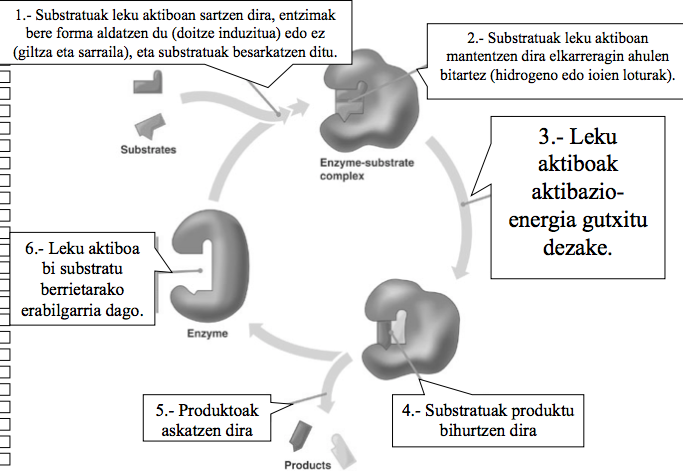 1.- Substratuak leku aktiboan sartzen dira, entzimak
bere forma aldatzen du (doitze induzitua) edo ez
(giltza eta sarraila), eta substratuak besarkatzen ditu.
2.- Substratuak leku aktiboan
mantentzen dira elkarreragin ahulen
bitartez (hidrogeno edo ioien loturak).
Substrates
Enzyme-substrate
complex
3.- Leku
aktiboak
aktibazio-
energia gutxitu
dezake.
6.- Leku aktiboa
bi substratu
berrietarako
erabilgarria dago.
Enzyme
5.- Produktoak
askatzen dira
4.- Substratuak produktu
bihurtzen dira
Products